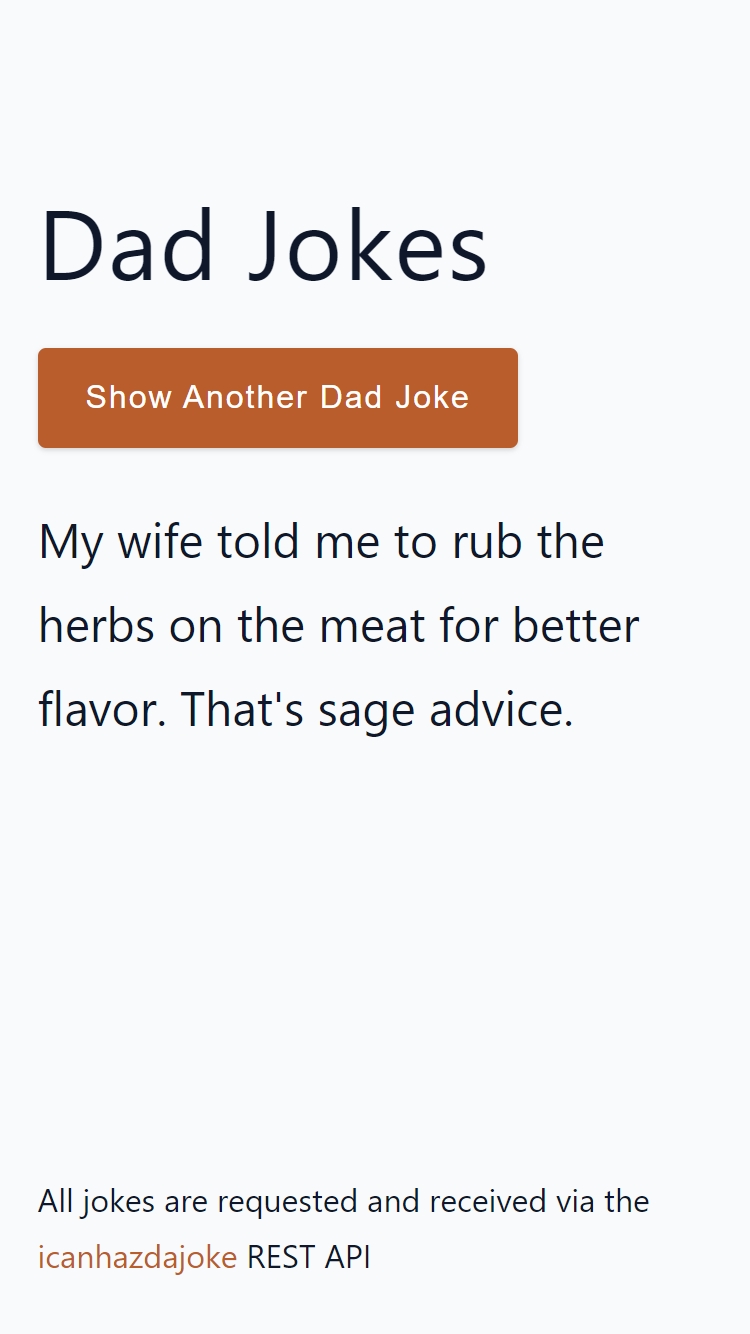 Dad Jokes
Show Another Dad Joke
My wife told me to rub the
herbs on the meat for better
flavor. That's sage advice.
All jokes are requested and received via the
icanhazdajoke REST API